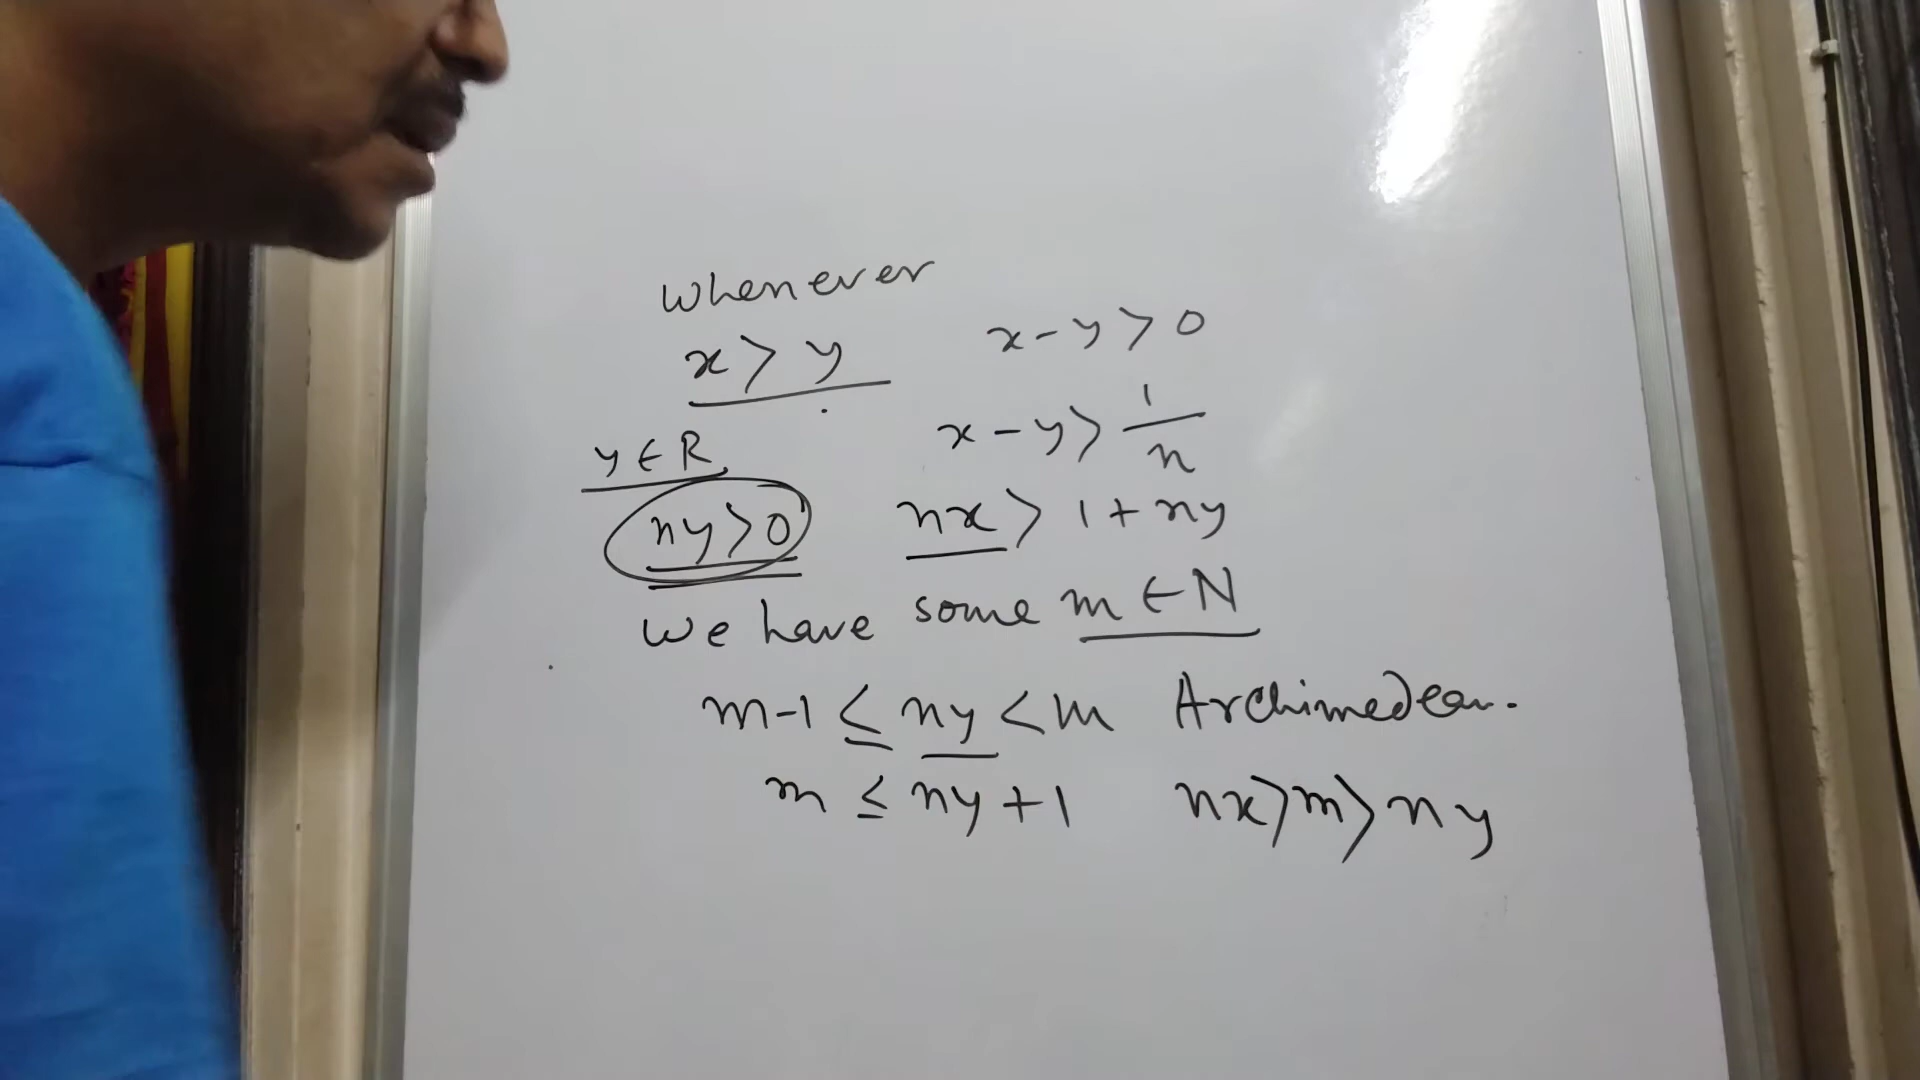 whenever
x > y
x - y > 0
y ∈ R
x - y > 1/n
ny > 0
nx > 1 + ny
we have some m ∈ N
m-1 ≤ ny < m Archimedean.
m ≤ ny + 1 nx > m > ny